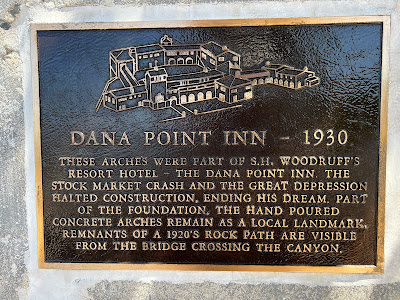 DANA POINT INN - 1930
THESE ARCHES WERE PART OF S.H. WOODRUFF'S
RESORT HOTEL - THE DANA POINT INN. THE
STOCK MARKET CRASH AND THE GREAT DEPRESSION
HALTED CONSTRUCTION, ENDING HIS DREAM. PART
OF THE FOUNDATION, THE HAND POURED
CONCRETE ARCHES REMAIN AS A LOCAL LANDMARK,
REMNANTS OF A 1920'S ROCK PATH ARE VISIBLE
FROM THE BRIDGE CROSSING THE CANYON.